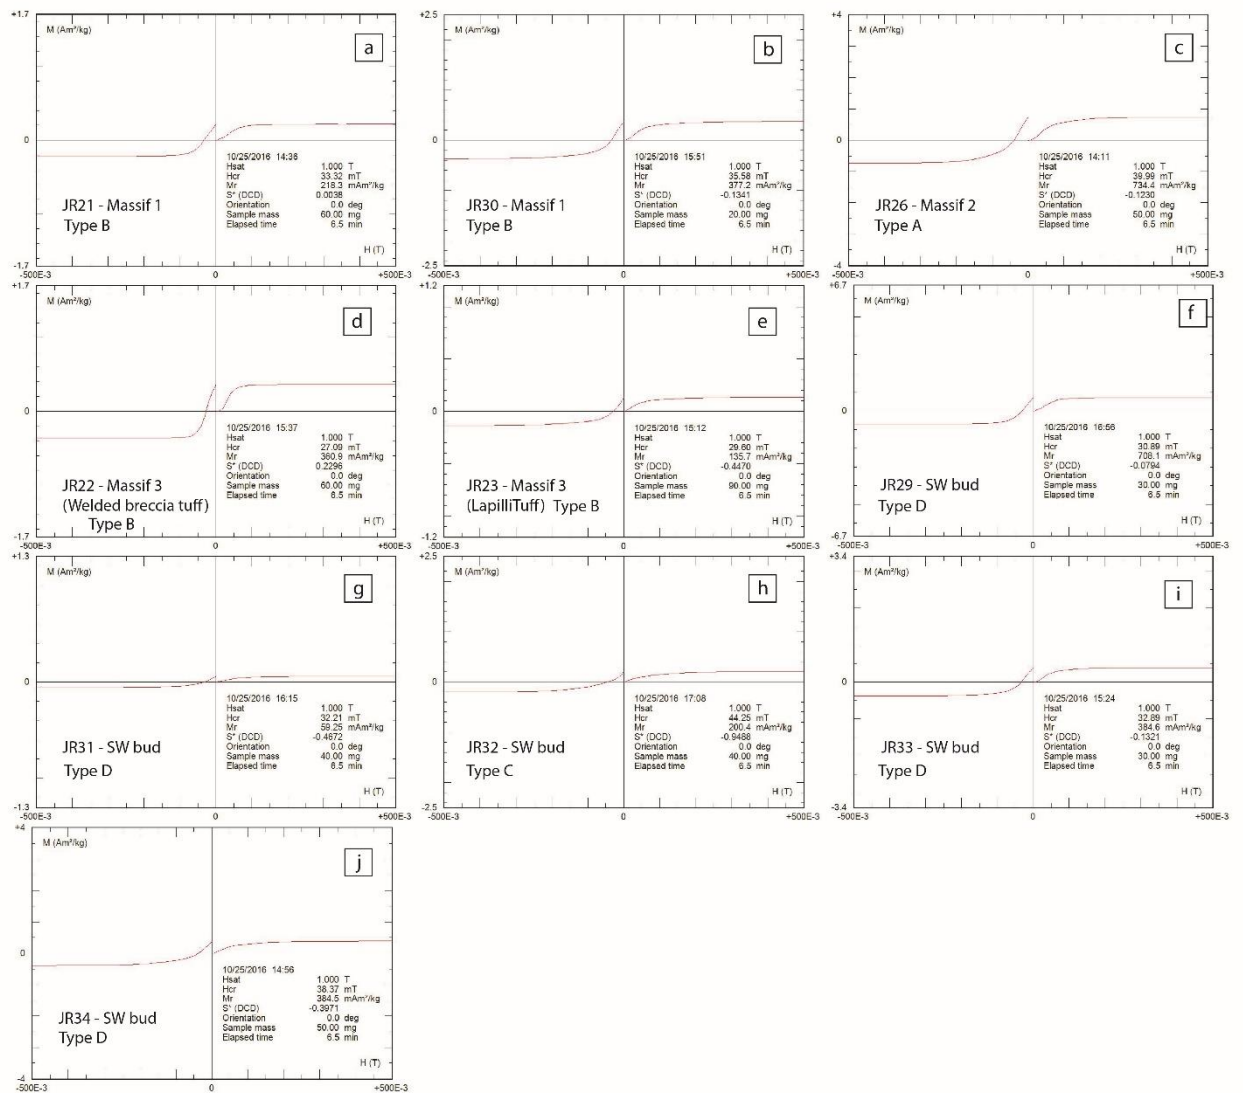 +1.7
M (Am²/kg)
a
0
10/25/2016 14:36
Hsat 1.000 T
Hcr 33.32 mT
Mr 218.3 mAm²/kg
S* (DCD) 0.0038
Orientation 0.0 deg
Sample mass 60.00 mg
Elapsed time 6.5 min
JR21 - Massif 1
Type B
H (T)
-1.7
-500E-3 0 +500E-3
+2.5
M (Am²/kg)
b
0
10/25/2016 15:51
Hsat 1.000 T
Hcr 35.58 mT
Mr 377.2 mAm²/kg
S* (DCD) -0.1341
Orientation 0.0 deg
Sample mass 20.00 mg
Elapsed time 6.5 min
JR30 - Massif 1
Type B
H (T)
-2.5
-500E-3 0 +500E-3
+4
M (Am²/kg)
c
0
10/25/2016 14:11
Hsat 1.000 T
Hcr 39.99 mT
Mr 734.4 mAm²/kg
S* (DCD) -0.1230
Orientation 0.0 deg
Sample mass 50.00 mg
Elapsed time 6.5 min
JR26 - Massif 2
Type A
H (T)
-4
-500E-3 0 +500E-3
+1.7
M (Am²/kg)
d
0
10/25/2016 15:37
Hsat 1.000 T
Hcr 27.09 mT
Mr 360.9 mAm²/kg
S* (DCD) 0.2296
Orientation 0.0 deg
Sample mass 60.00 mg
Elapsed time 6.5 min
JR22 - Massif 3
(Welded breccia tuff)
Type B
H (T)
-1.7
-500E-3 0 +500E-3
+1.2
M (Am²/kg)
e
0
10/25/2016 15:12
Hsat 1.000 T
Hcr 29.60 mT
Mr 135.7 mAm²/kg
S* (DCD) -0.4470
Orientation 0.0 deg
Sample mass 90.00 mg
Elapsed time 6.5 min
JR23 - Massif 3
(LapilliTuff) Type B
H (T)
-1.2
-500E-3 0 +500E-3
+6.7
M (Am²/kg)
f
0
10/25/2016 16:56
Hsat 1.000 T
Hcr 30.89 mT
Mr 708.1 mAm²/kg
S* (DCD) -0.0794
Orientation 0.0 deg
Sample mass 30.00 mg
Elapsed time 6.5 min
JR29 - SW bud
Type D
H (T)
-6.7
-500E-3 0 +500E-3
+1.3
M (Am²/kg)
g
0
10/25/2016 16:15
Hsat 1.000 T
Hcr 32.21 mT
Mr 59.25 mAm²/kg
S* (DCD) -0.4672
Orientation 0.0 deg
Sample mass 40.00 mg
Elapsed time 6.5 min
JR31 - SW bud
Type D
H (T)
-1.3
-500E-3 0 +500E-3
+2.5
M (Am²/kg)
h
0
10/25/2016 17:08
Hsat 1.000 T
Hcr 44.25 mT
Mr 200.4 mAm²/kg
S* (DCD) -0.9488
Orientation 0.0 deg
Sample mass 40.00 mg
Elapsed time 6.5 min
JR32 - SW bud
Type C
H (T)
-2.5
-500E-3 0 +500E-3
+3.4
M (Am²/kg)
i
0
10/25/2016 15:24
Hsat 1.000 T
Hcr 32.89 mT
Mr 384.6 mAm²/kg
S* (DCD) -0.1321
Orientation 0.0 deg
Sample mass 30.00 mg
Elapsed time 6.5 min
JR33 - SW bud
Type D
H (T)
-3.4
-500E-3 0 +500E-3
+4
M (Am²/kg)
j
0
10/25/2016 14:56
Hsat 1.000 T
Hcr 38.37 mT
Mr 384.5 mAm²/kg
S* (DCD) -0.3971
Orientation 0.0 deg
Sample mass 50.00 mg
Elapsed time 6.5 min
JR34 - SW bud
Type D
H (T)
-4
-500E-3 0 +500E-3